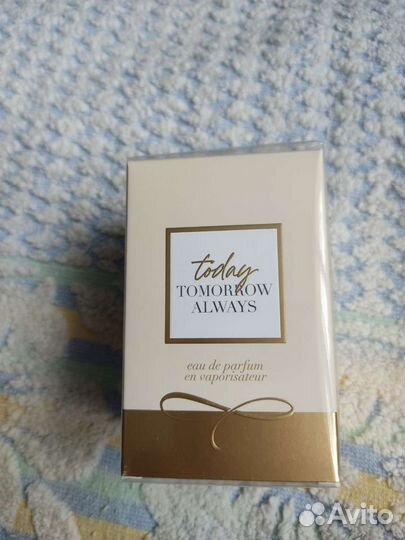 today
TOMORROW
ALWAYS
eau de parfum
en vaporisateur
Avito